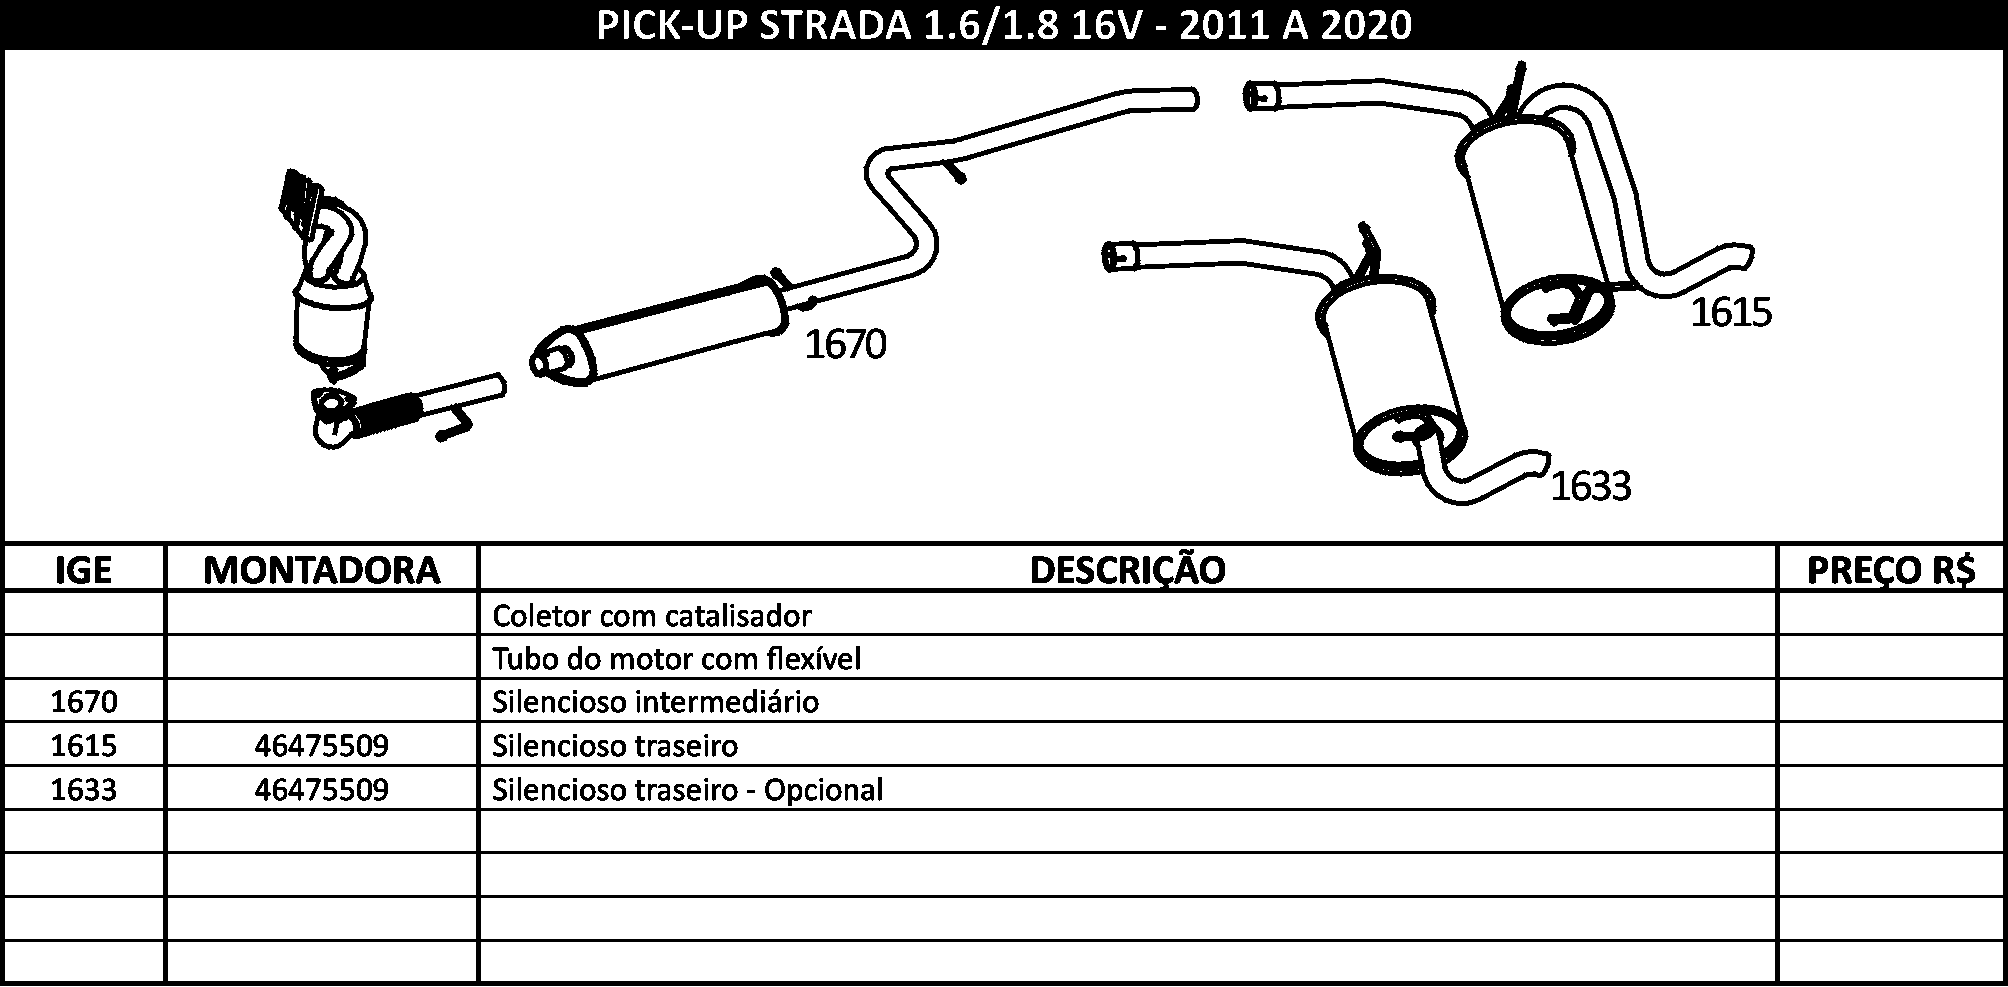 PICK-UP STRADA 1.6/1.8 16V - 2011 A 2020
1670
1615
1633
IGE MONTADORA DESCRIÇÃO PREÇO R$
Coletor com catalisador
Tubo do motor com flexível
1670 Silencioso intermediário
1615 46475509 Silencioso traseiro
1633 46475509 Silencioso traseiro - Opcional